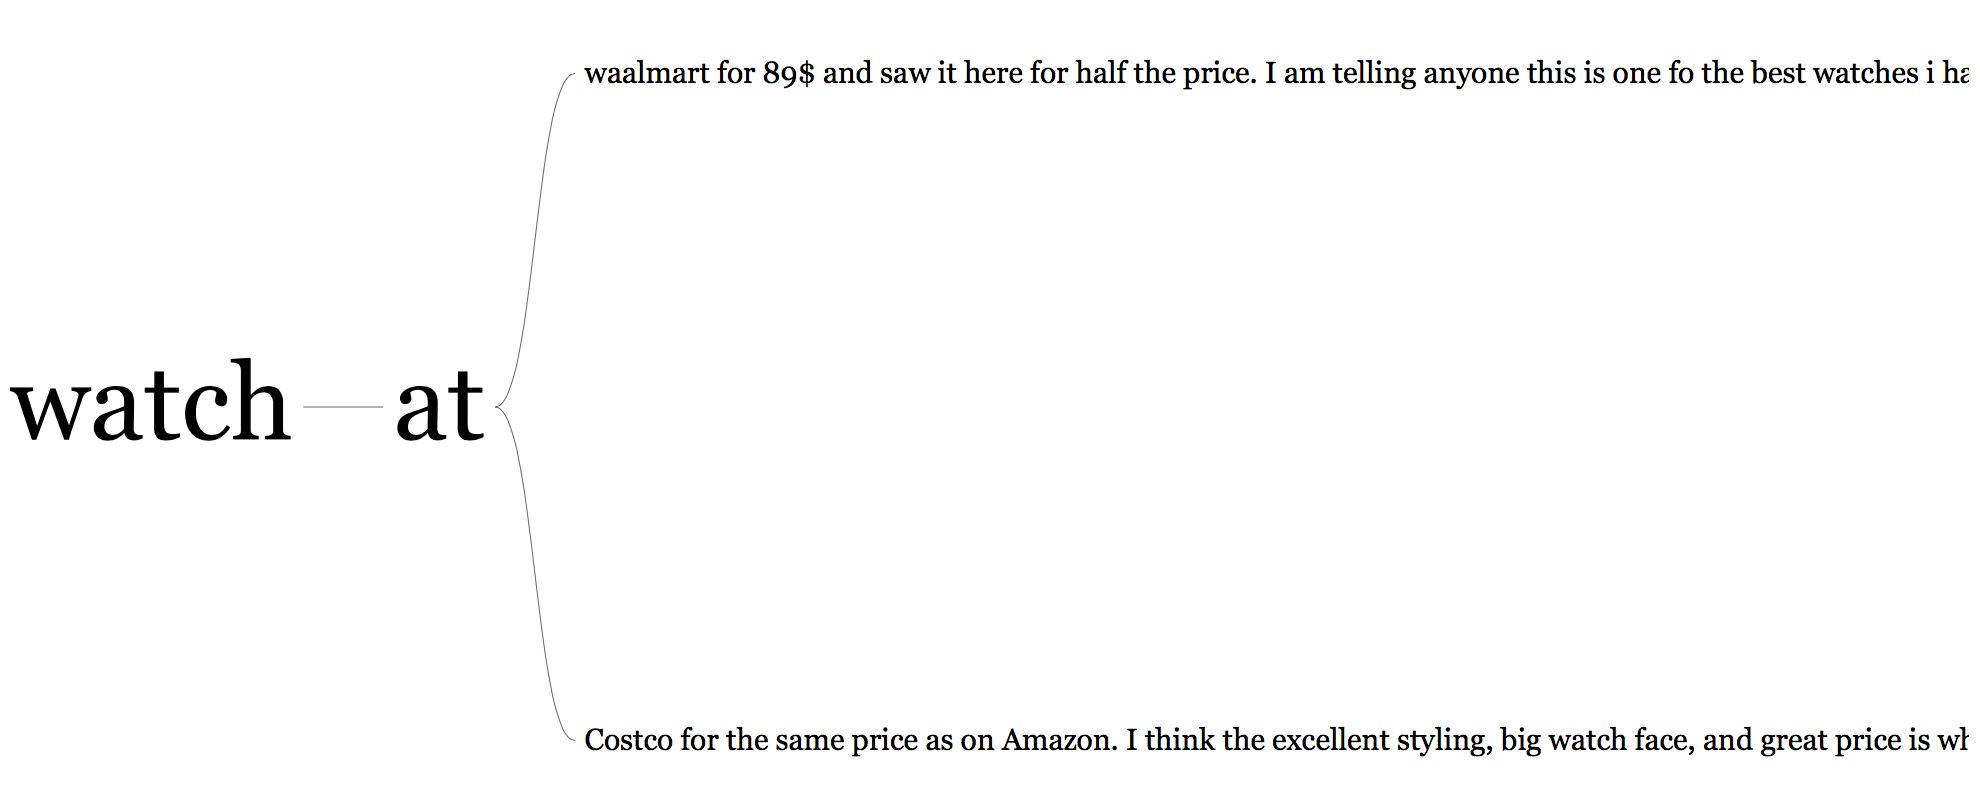 waalmart for 89$ and saw it here for half the price. I am telling anyone this is one fo the best watches i ha
watch at
Costco for the same price as on Amazon. I think the excellent styling, big watch face, and great price is wh